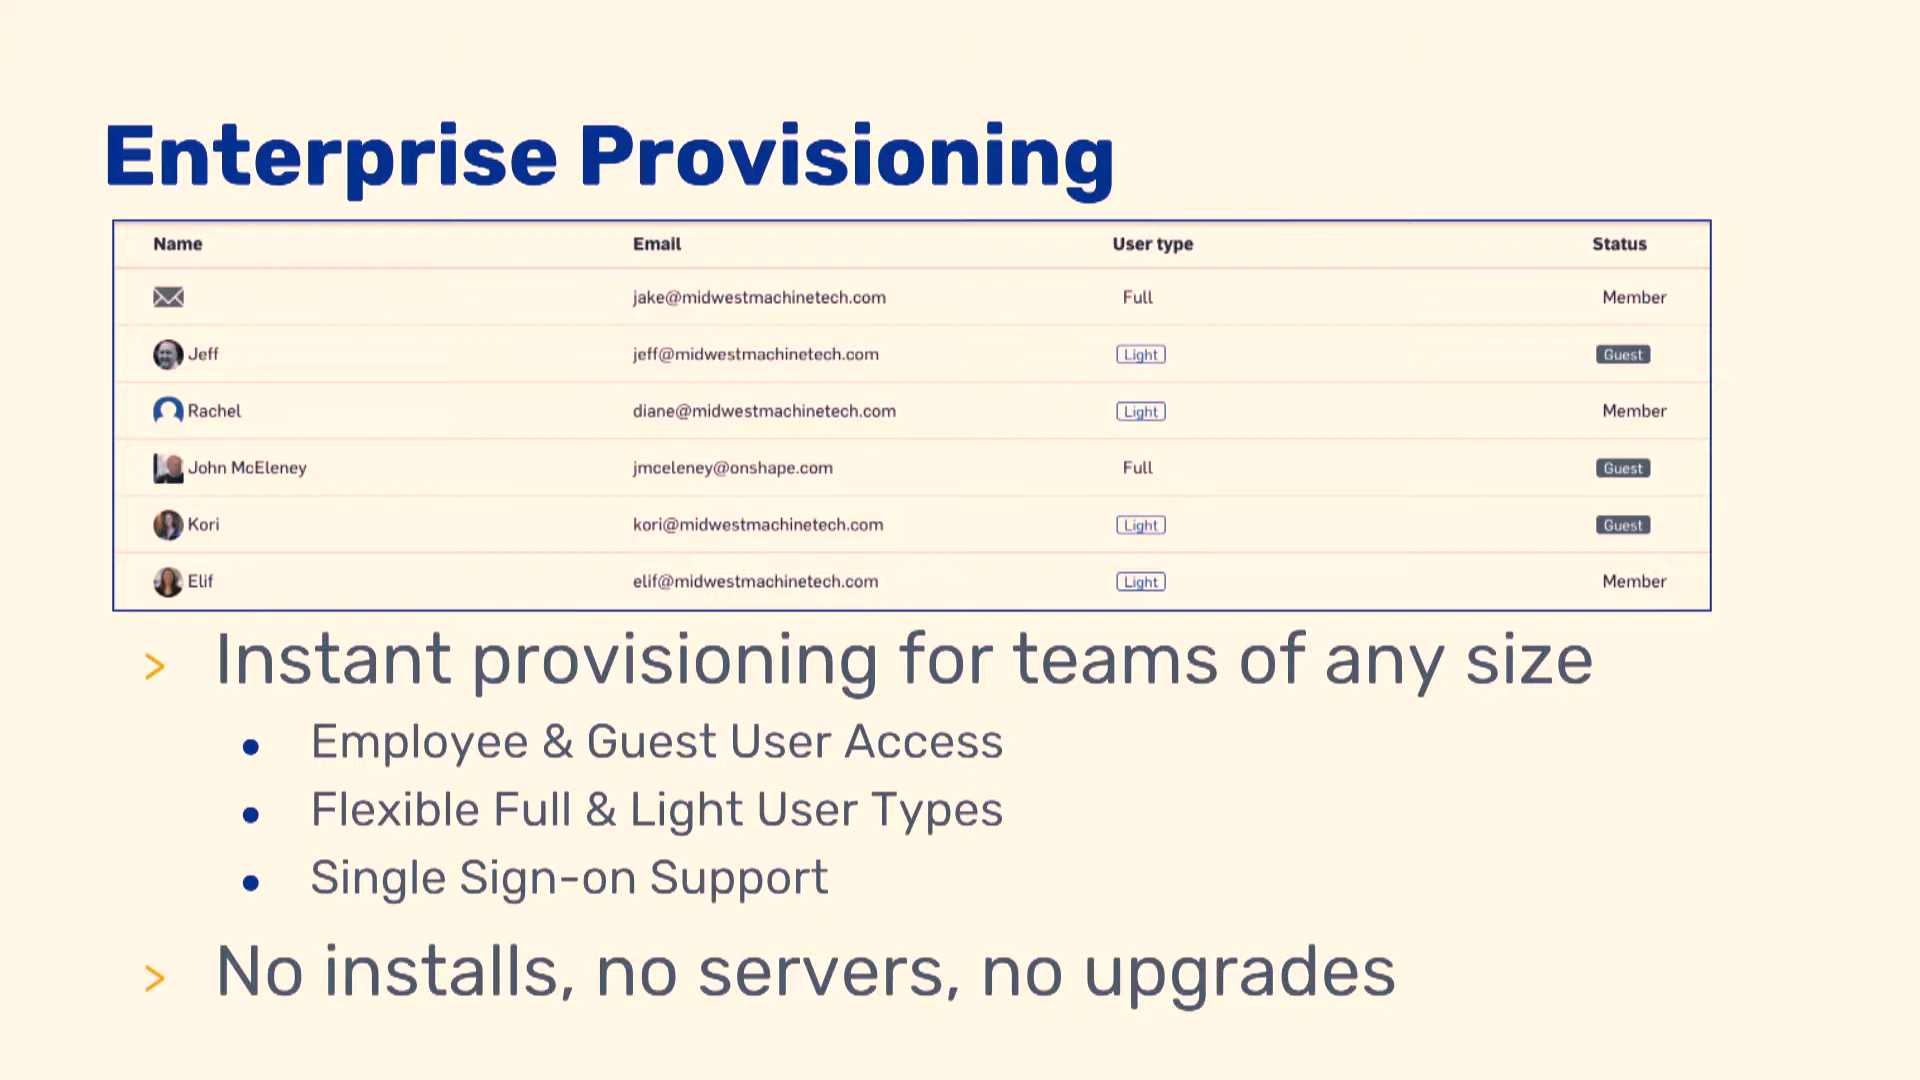 Enterprise Provisioning
Name Email User type Status
jake@midwestmachinetech.com Full Member
Jeff jeff@midwestmachinetech.com Light Guest
Rachel diane@midwestmachinetech.com Light Member
John McEleney jmceleney@onshape.com Full Guest
Kori kori@midwestmachinetech.com Light Guest
Elif elif@midwestmachinetech.com Light Member
> Instant provisioning for teams of any size
• Employee & Guest User Access
• Flexible Full & Light User Types
• Single Sign-on Support
> No installs, no servers, no upgrades